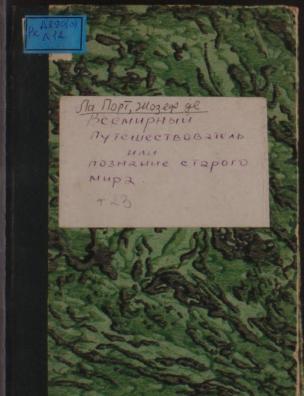 Ла Порт, Жозеф де
Всемирный
путешествователь
или
познание старого
мира
т 23